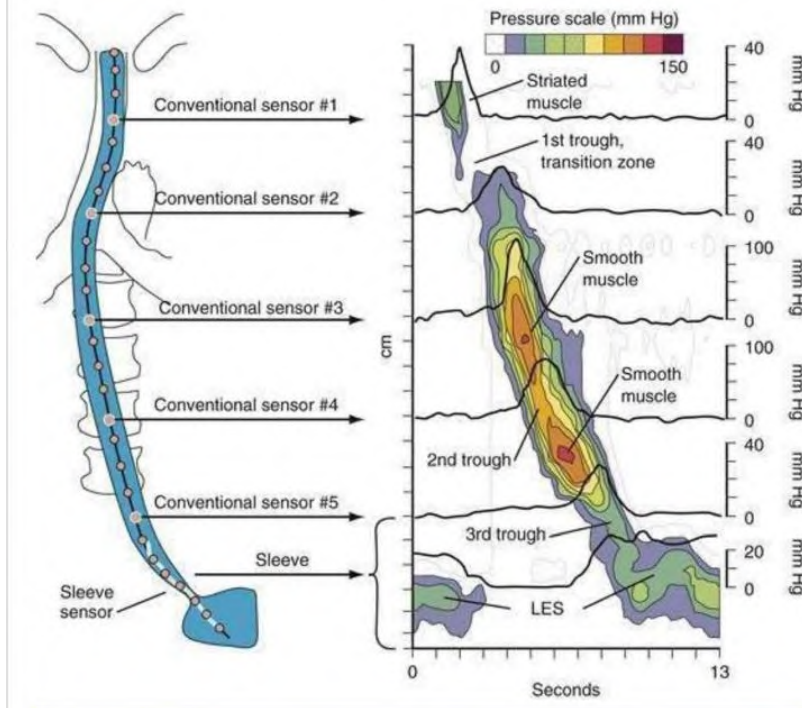 Pressure scale (mm Hg)
0
150
Conventional sensor #1
Conventional sensor #2
Conventional sensor #3
Conventional sensor #4
Conventional sensor #5
Sleeve
Sleeve
sensor
cm
Striated
muscle
1st trough,
transition zone
Smooth
muscle
Smooth
muscle
2nd trough
3rd trough
LES
40
0
mm Hg
40
0
mm Hg
100
0
mm Hg
100
0
mm Hg
40
0
mm Hg
20
0
mm Hg
0
13
Seconds